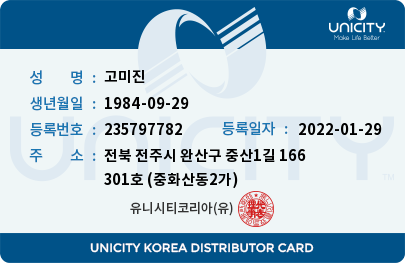 UNICITY
Make Life Better
성 명 : 고미진
생년월일 : 1984-09-29
등록번호 : 235797782 등록일자 : 2022-01-29
주 소 : 전북 전주시 완산구 중산1길 166
301호 (중화산동2가)
유니시티코리아(유)
UNICITY
TM
UNICITY KOREA DISTRIBUTOR CARD